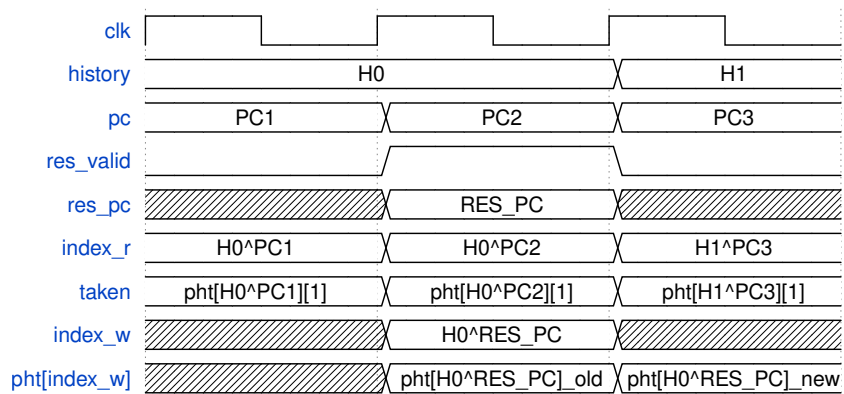 clk
history H0 H1
pc PC1 PC2 PC3
res_valid
res_pc RES_PC
index_r H0^PC1 H0^PC2 H1^PC3
taken pht[H0^PC1][1] pht[H0^PC2][1] pht[H1^PC3][1]
index_w H0^RES_PC
pht[index_w] pht[H0^RES_PC]_old pht[H0^RES_PC]_new